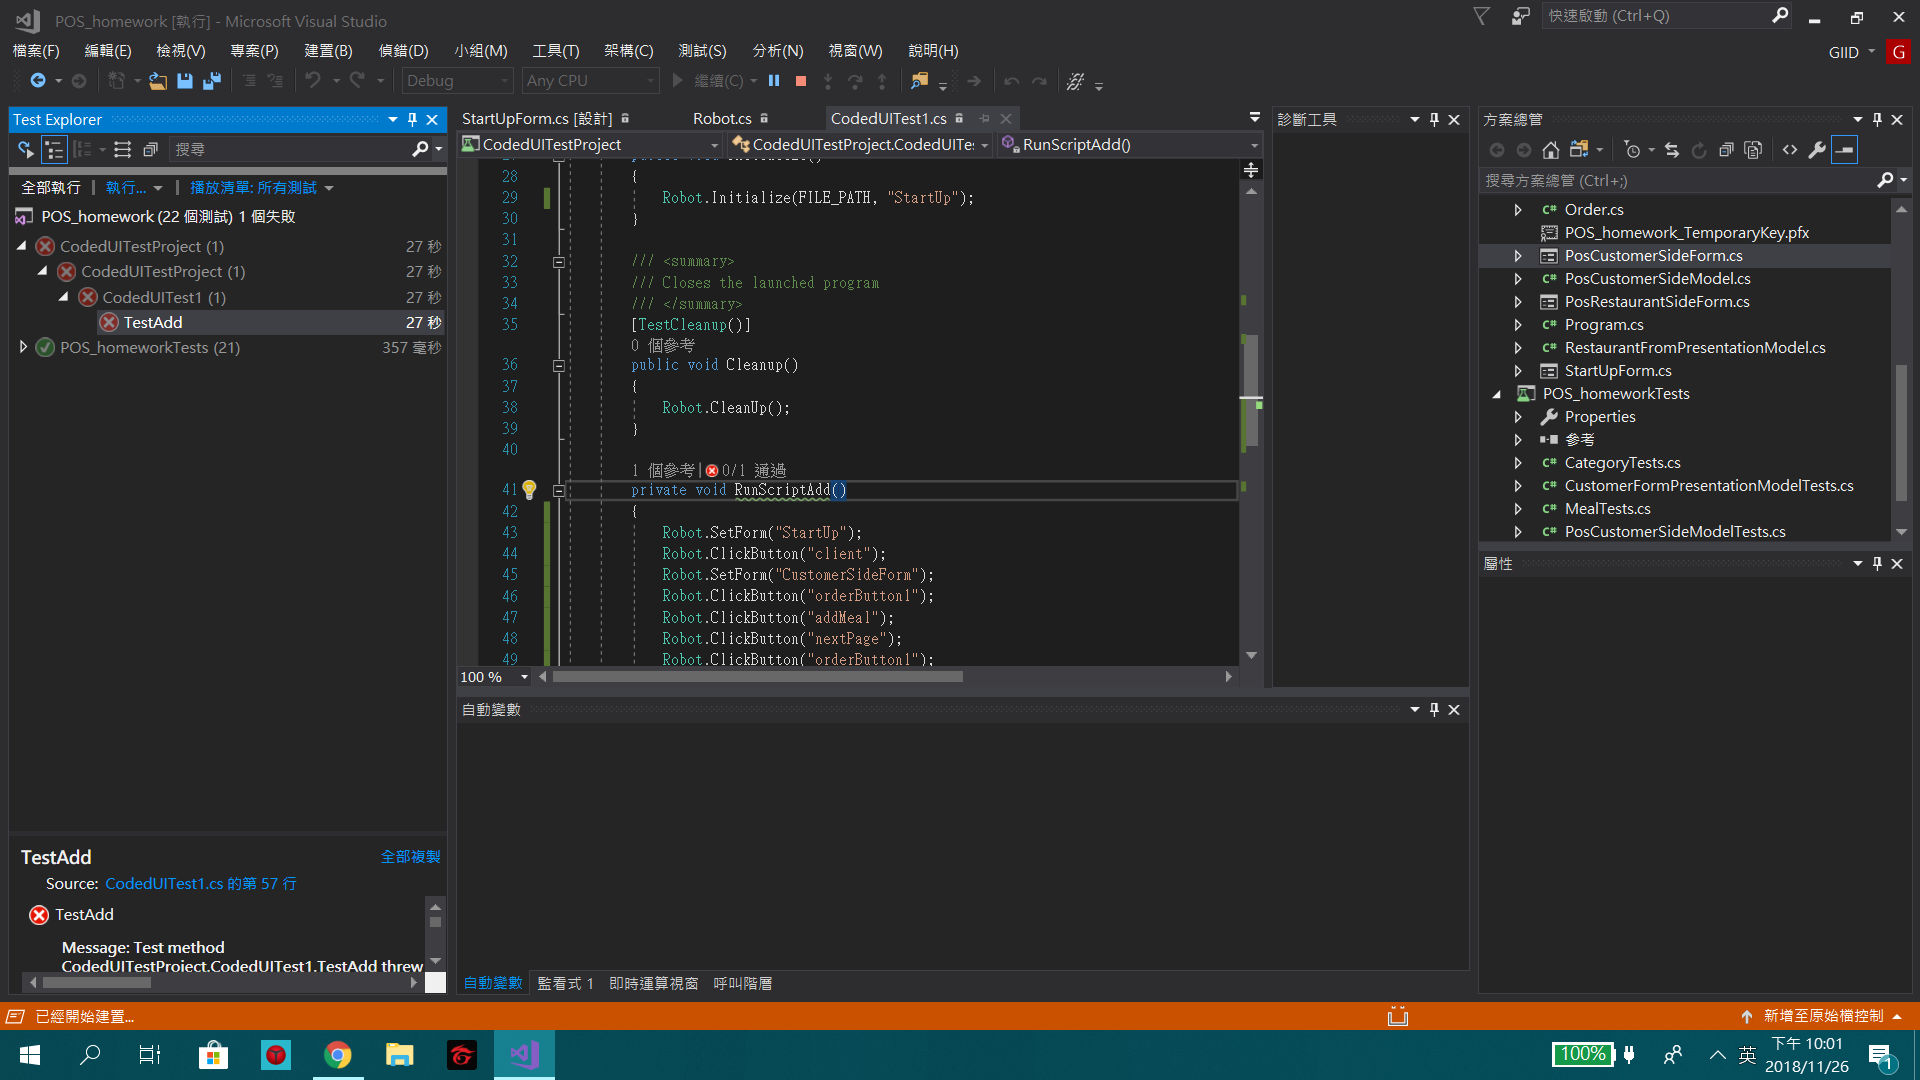 POS_homework [執行] - Microsoft Visual Studio
快速啟動 (Ctrl+Q)
檔案(F) 編輯(E) 檢視(V) 專案(P) 建置(B) 偵錯(D) 小組(M) 工具(T) 架構(C) 測試(S) 分析(N) 視窗(W) 說明(H)
GIID G
Debug Any CPU 繼續(C)
Test Explorer
搜尋
全部執行 | 執行... | 播放清單: 所有測試
POS_homework (22 個測試) 1 個失敗
CodedUITestProject (1) 27 秒
CodedUITestProject (1) 27 秒
CodedUITest1 (1) 27 秒
TestAdd 27 秒
POS_homeworkTests (21) 357 毫秒
TestAdd 全部複製
Source: CodedUITest1.cs 的第 57 行
TestAdd
Message: Test method
CodedUITestProject.CodedUITest1.TestAdd threw
StartUpForm.cs [設計] Robot.cs CodedUITest1.cs
CodedUITestProject CodedUITestProject.CodedUITe RunScriptAdd()
28 {
29 Robot.Initialize(FILE_PATH, "StartUp");
30 }
31
32 /// <summary>
33 /// Closes the launched program
34 /// </summary>
35 [TestCleanup()]
0 個參考
36 public void Cleanup()
37 {
38 Robot.CleanUp();
39 }
40
1 個參考 | 0/1 通過
41 private void RunScriptAdd()
42 {
43 Robot.SetForm("StartUp");
44 Robot.ClickButton("client");
45 Robot.SetForm("CustomerSideForm");
46 Robot.ClickButton("orderButton1");
47 Robot.ClickButton("addMeal");
48 Robot.ClickButton("nextPage");
49 Robot.ClickButton("orderButton1");
100 %
自動變數
自動變數 監看式 1 即時運算視窗 呼叫階層
診斷工具
方案總管
搜尋方案總管 (Ctrl+;)
C# Order.cs
POS_homework_TemporaryKey.pfx
PosCustomerSideForm.cs
C# PosCustomerSideModel.cs
PosRestaurantSideForm.cs
C# Program.cs
C# RestaurantFromPresentationModel.cs
StartUpForm.cs
POS_homeworkTests
Properties
參考
C# CategoryTests.cs
C# CustomerFormPresentationModelTests.cs
C# MealTests.cs
C# PosCustomerSideModelTests.cs
屬性
已經開始建置... 新增至原始檔控制
100% 英 下午 10:01
2018/11/26
1